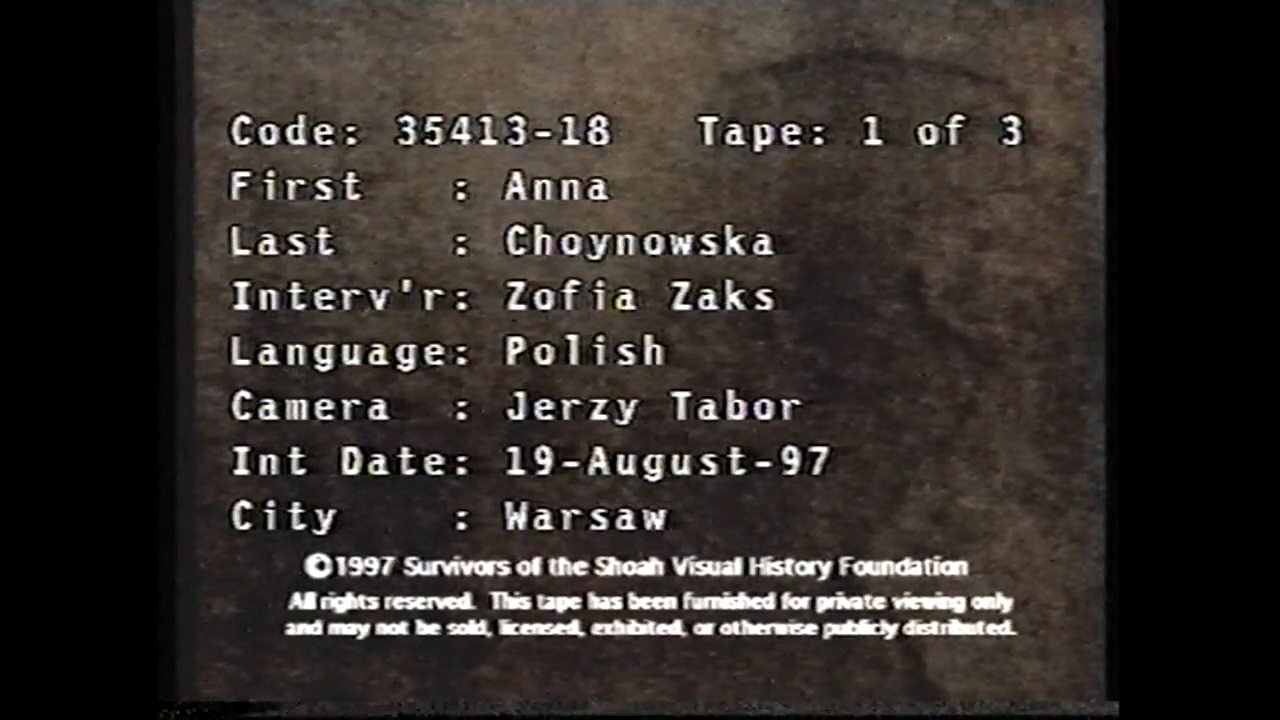 Code: 35413-18   Tape: 1 of 3
First    : Anna
Last     : Choynowska
Interv'r: Zofia Zaks
Language: Polish
Camera   : Jerzy Tabor
Int Date: 19-August-97
City     : Warsaw
©1997 Survivors of the Shoah Visual History Foundation
All rights reserved. This tape has been furnished for private viewing only
and may not be sold, licensed, exhibited, or otherwise publicly distributed.